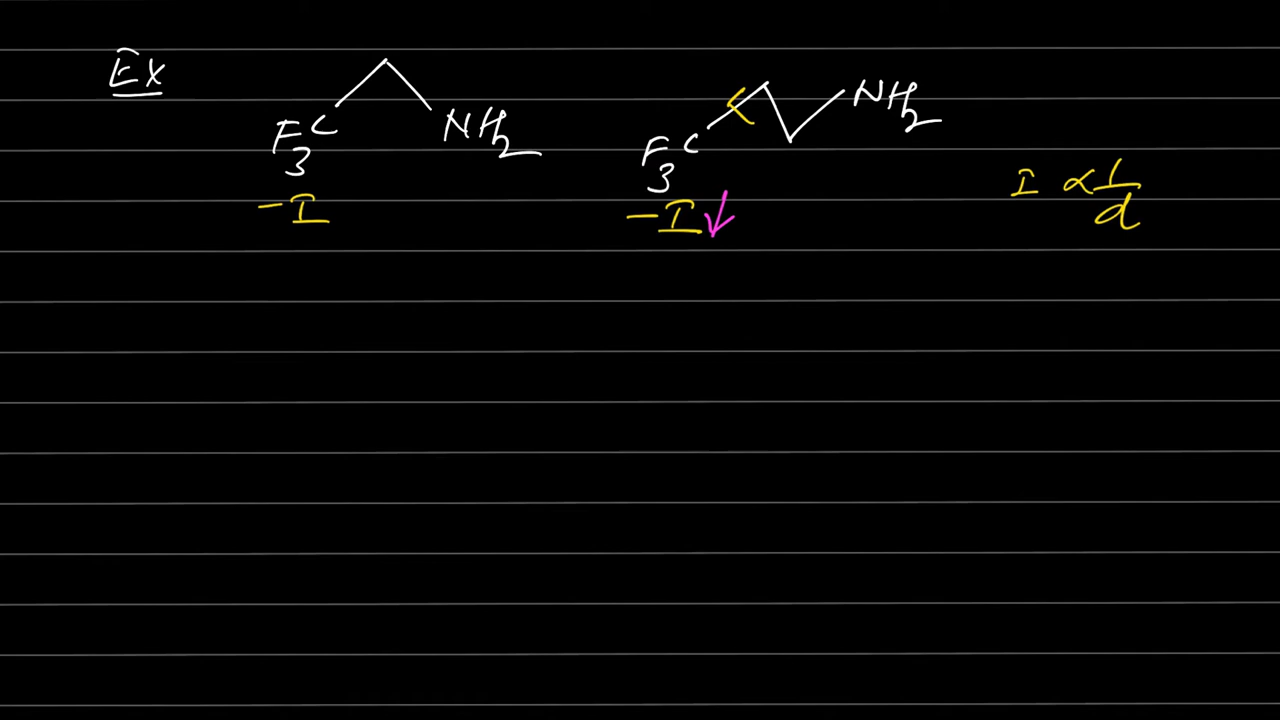 Ex
F3C NH2
F3C NH2
-I
-I↓
I ∝ 1/d